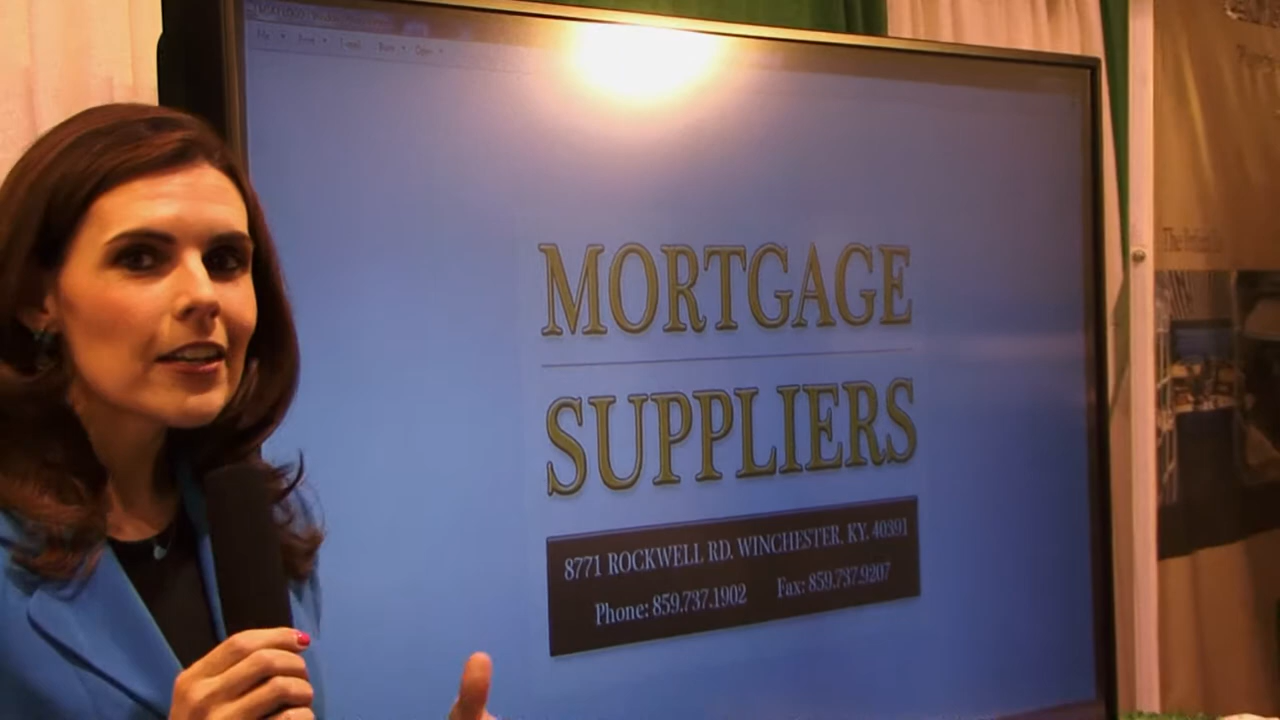 MORTGAGE
SUPPLIERS
8771 ROCKWELL RD. WINCHESTER, KY. 40391
Phone: 859.737.1902 Fax: 859.737.9207